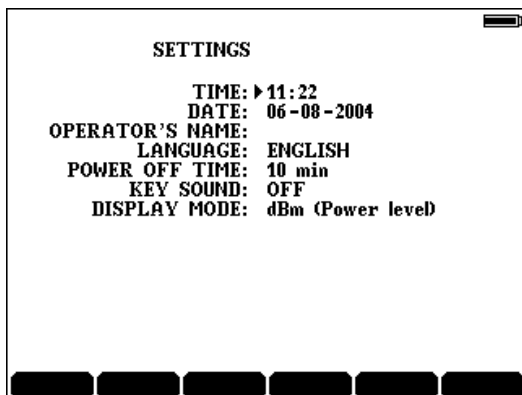 SETTINGS
TIME: 11:22
DATE: 06-08-2004
OPERATOR'S NAME:
LANGUAGE: ENGLISH
POWER OFF TIME: 10 min
KEY SOUND: OFF
DISPLAY MODE: dBm (Power level)